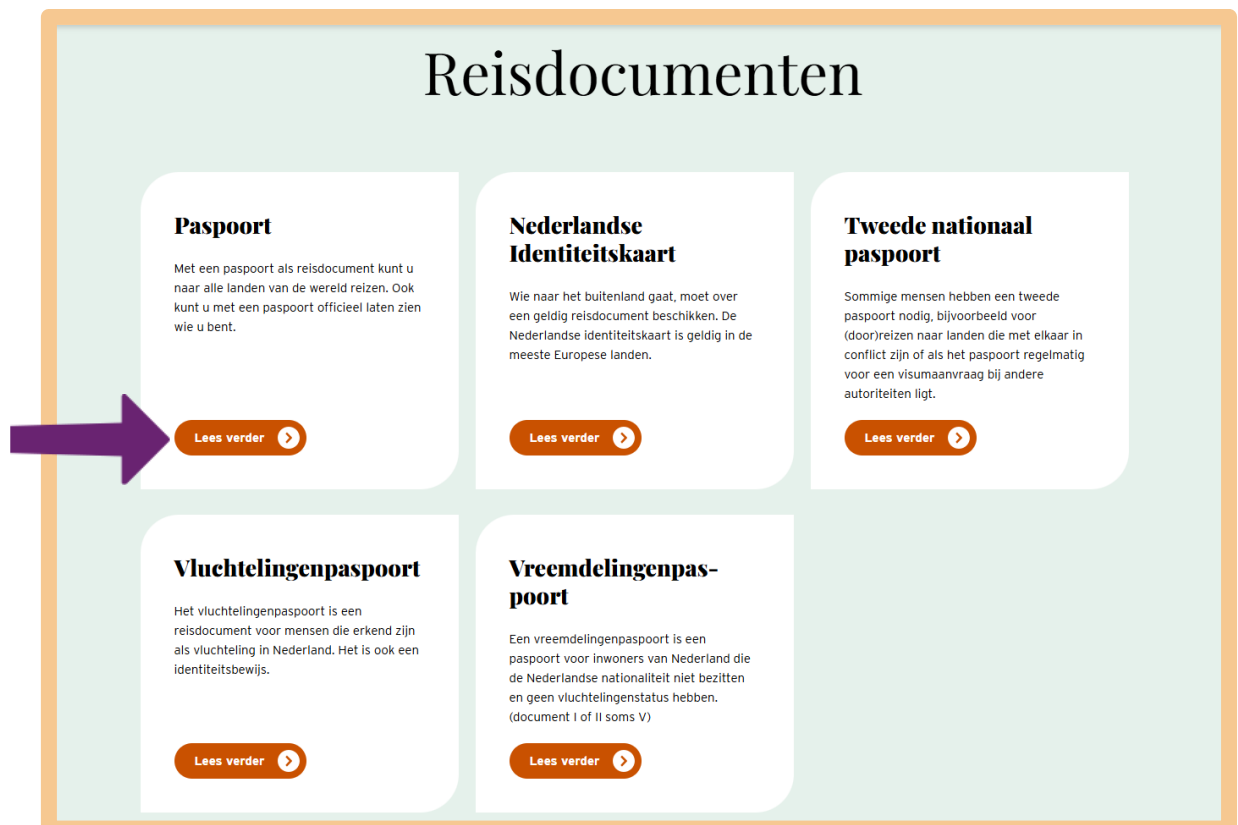 Reisdocumenten
Paspoort
Met een paspoort als reisdocument kunt u
naar alle landen van de wereld reizen. Ook
kunt u met een paspoort officieel laten zien
wie u bent.
Lees verder
Nederlandse
Identiteitskaart
Wie naar het buitenland gaat, moet over
een geldig reisdocument beschikken. De
Nederlandse identiteitskaart is geldig in de
meeste Europese landen.
Lees verder
Tweede nationaal
paspoort
Sommige mensen hebben een tweede
paspoort nodig, bijvoorbeeld voor
(door)reizen naar landen die met elkaar in
conflict zijn of als het paspoort regelmatig
voor een visumaanvraag bij andere
autoriteiten ligt.
Lees verder
Vluchtelingenpaspoort
Het vluchtelingenpaspoort is een
reisdocument voor mensen die erkend zijn
als vluchteling in Nederland. Het is ook een
identiteitsbewijs.
Lees verder
Vreemdelingenpas-
poort
Een vreemdelingenpaspoort is een
paspoort voor inwoners van Nederland die
de Nederlandse nationaliteit niet bezitten
en geen vluchtelingenstatus hebben.
(document I of II soms V)
Lees verder